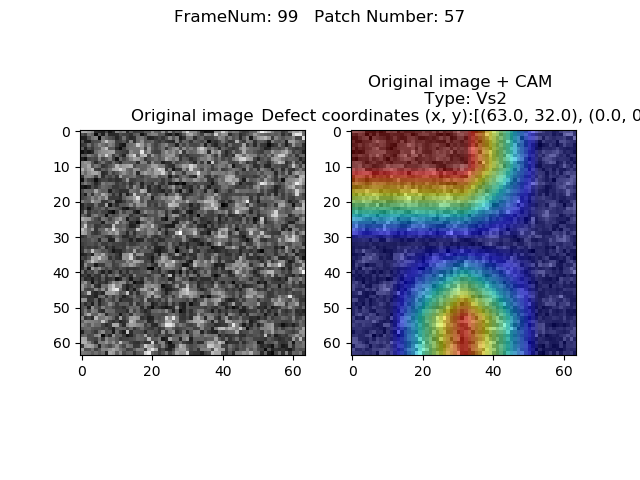 FrameNum: 99   Patch Number: 57
Original image + CAM
Type: Vs2
Original image
Defect coordinates (x, y):[(63.0, 32.0), (0.0, 0
0
10
20
30
40
50
60
0 20 40 60
0
10
20
30
40
50
60
0 20 40 60